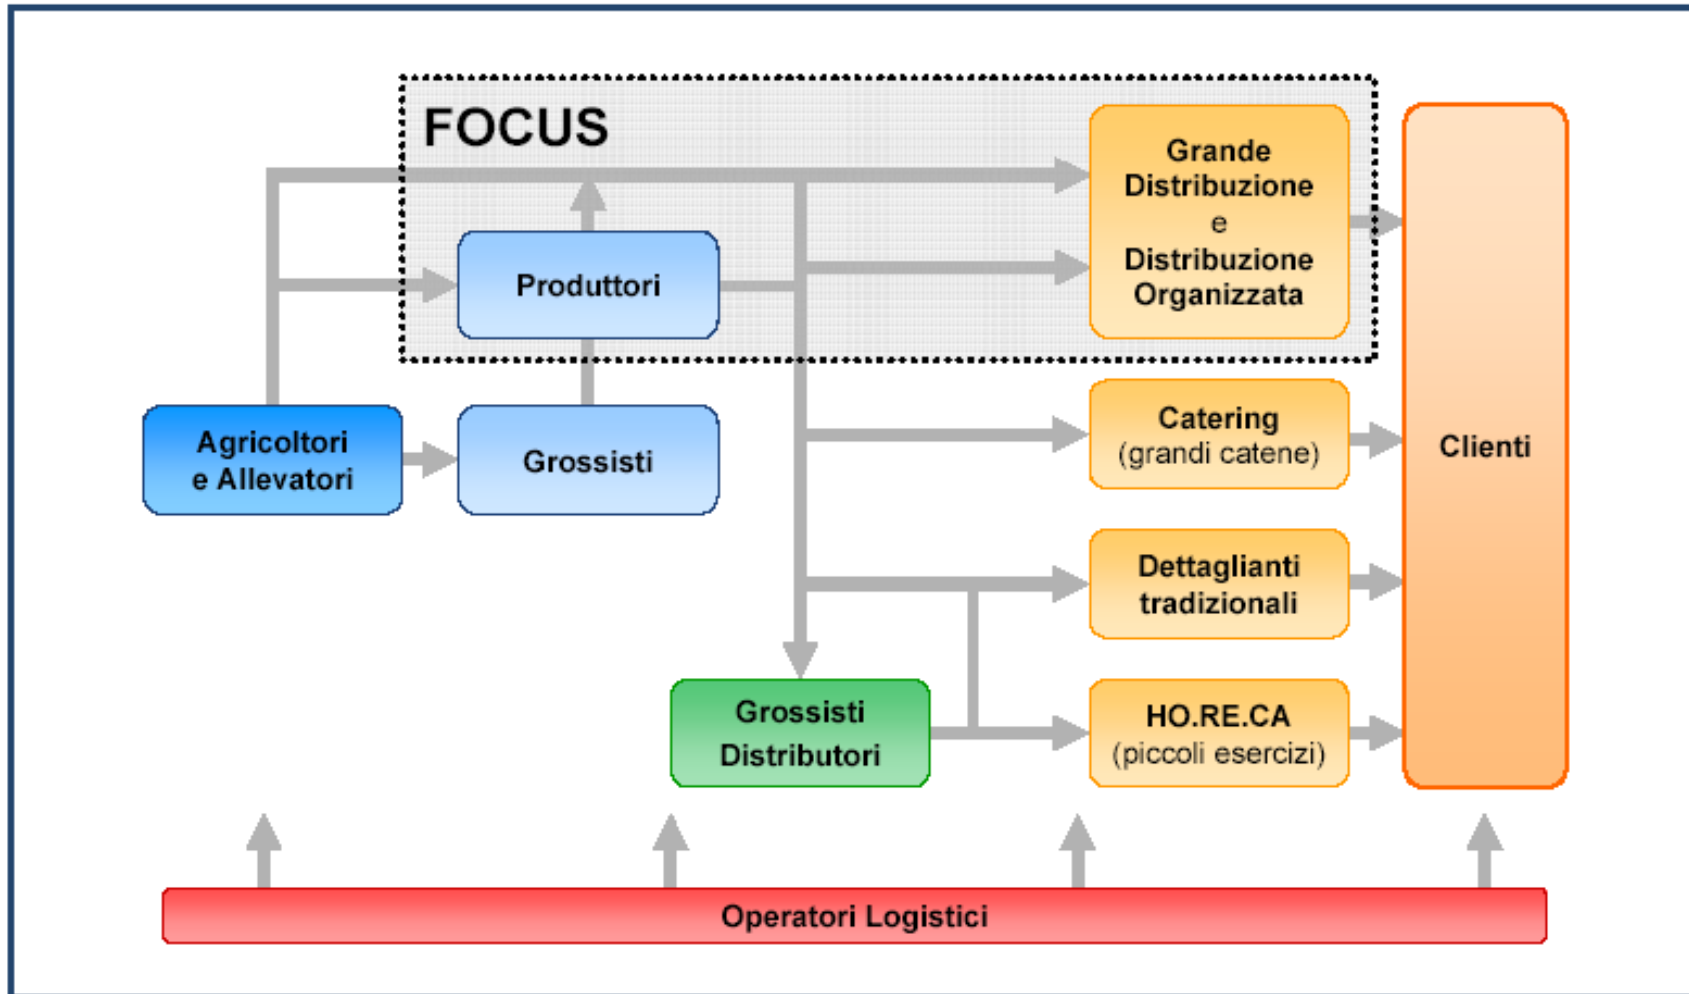 FOCUS
Grande
Distribuzione
e
Distribuzione
Organizzata
Produttori
Agricoltori
e Allevatori
Grossisti
Catering
(grandi catene)
Clienti
Dettaglianti
tradizionali
Grossisti
Distributori
HO.RE.CA
(piccoli esercizi)
Operatori Logistici